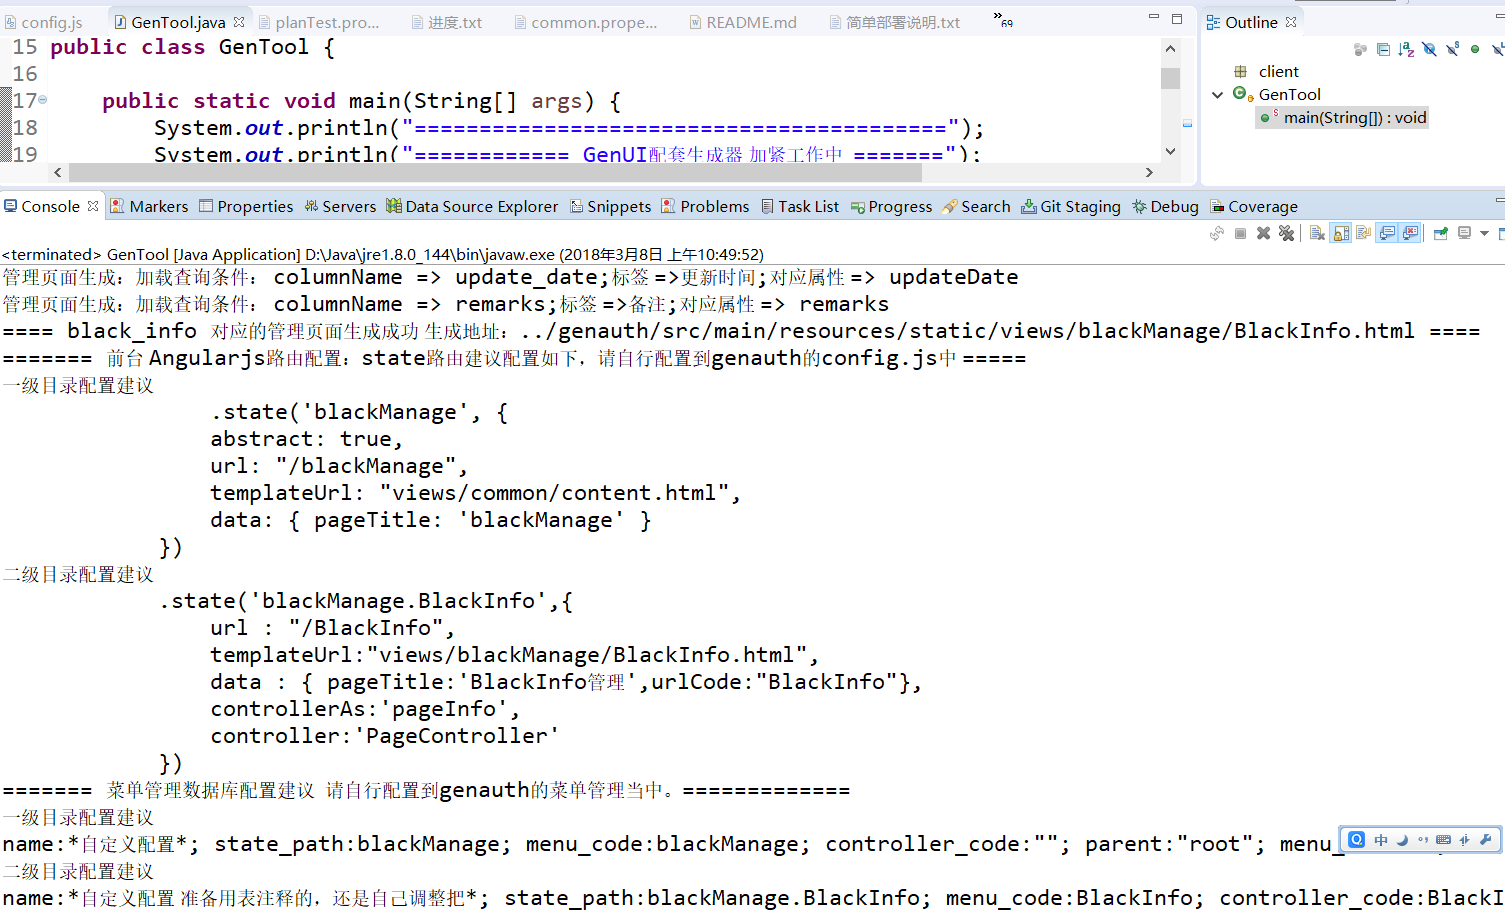 config.js GenTool.java planTest.pro... 进度.txt common.prope... README.md 简单部署说明.txt »69 Outline
15 public class GenTool {
16
17 public static void main(String[] args) {
18 System.out.println("=========================================");
19 System.out.println("============ GenUI配套生成器 加紧工作中 =======");
client
GenTool
main(String[]) : void
Console Markers Properties Servers Data Source Explorer Snippets Problems Task List Progress Search Git Staging Debug Coverage
<terminated> GenTool [Java Application] D:\Java\jre1.8.0_144\bin\javaw.exe (2018年3月8日 上午10:49:52)
管理页面生成：加载查询条件： columnName => update_date;标签 =>更新时间;对应属性 => updateDate
管理页面生成：加载查询条件： columnName => remarks;标签 =>备注;对应属性 => remarks
==== black_info 对应的管理页面生成成功 生成地址：../genauth/src/main/resources/static/views/blackManage/BlackInfo.html ====
========= 前台 Angularjs路由配置：state路由建议配置如下，请自行配置到genauth的config.js中 =====
一级目录配置建议
.state('blackManage', {
abstract: true,
url: "/blackManage",
templateUrl: "views/common/content.html",
data: { pageTitle: 'blackManage' }
})
二级目录配置建议
.state('blackManage.BlackInfo',{
url : "/BlackInfo",
templateUrl:"views/blackManage/BlackInfo.html",
data : { pageTitle:'BlackInfo管理',urlCode:"BlackInfo"},
controllerAs:'pageInfo',
controller:'PageController'
})
======= 菜单管理数据库配置建议 请自行配置到genauth的菜单管理当中。=============
一级目录配置建议
name:*自定义配置*; state_path:blackManage; menu_code:blackManage; controller_code:""; parent:"root"; menu_
中
二级目录配置建议
name:*自定义配置 准备用表注释的，还是自己调整把*; state_path:blackManage.BlackInfo; menu_code:BlackInfo; controller_code:BlackI